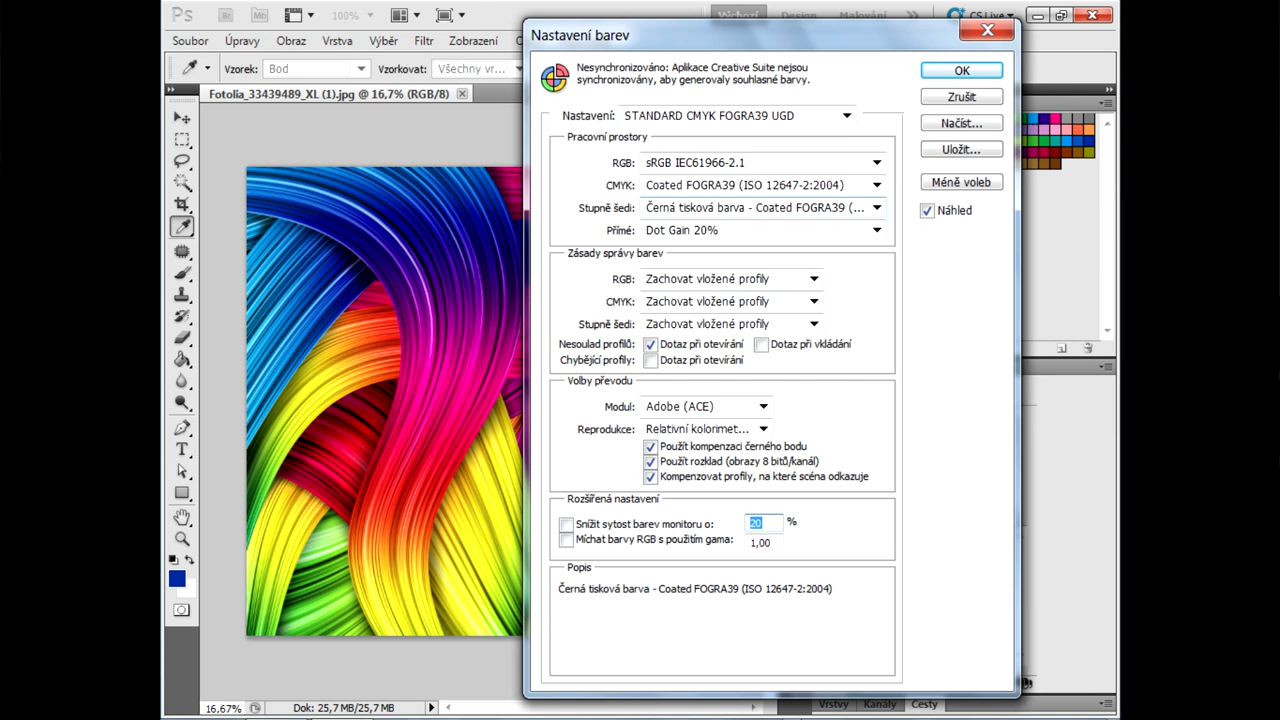 Ps
Br
Mb
100%
Výchozí
Design
Malování
CS Live
Soubor
Úpravy
Obraz
Vrstva
Výběr
Filtr
Zobrazení
Vzorek: Bod
Vzorkovat: Všechny vr...
Fotolia_33439489_XL (1).jpg @ 16,7% (RGB/8)
Nastavení barev
Nesynchronizováno: Aplikace Creative Suite nejsou
synchronizovány, aby generovaly souhlasné barvy.
OK
Zrušit
Načíst...
Uložit...
Méně voleb
Náhled
Nastavení: STANDARD CMYK FOGRA39 UGD
Pracovní prostory
RGB: sRGB IEC61966-2.1
CMYK: Coated FOGRA39 (ISO 12647-2:2004)
Stupně šedi: Černá tisková barva - Coated FOGRA39 (...
Přímé: Dot Gain 20%
Zásady správy barev
RGB: Zachovat vložené profily
CMYK: Zachovat vložené profily
Stupně šedi: Zachovat vložené profily
Nesoulad profilů: Dotaz při otevírání Dotaz při vkládání
Chybějící profily: Dotaz při otevírání
Volby převodu
Modul: Adobe (ACE)
Reprodukce: Relativní kolorimet...
Použít kompenzaci černého bodu
Použít rozklad (obrazy 8 bitů/kanál)
Kompenzovat profily, na které scéna odkazuje
Rozšířená nastavení
Snížit sytost barev monitoru o: 20 %
Míchat barvy RGB s použitím gama: 1,00
Popis
Černá tisková barva - Coated FOGRA39 (ISO 12647-2:2004)
16,67%
Dok: 25,7 MB/25,7 MB
Vrstvy
Kanály
Cesty